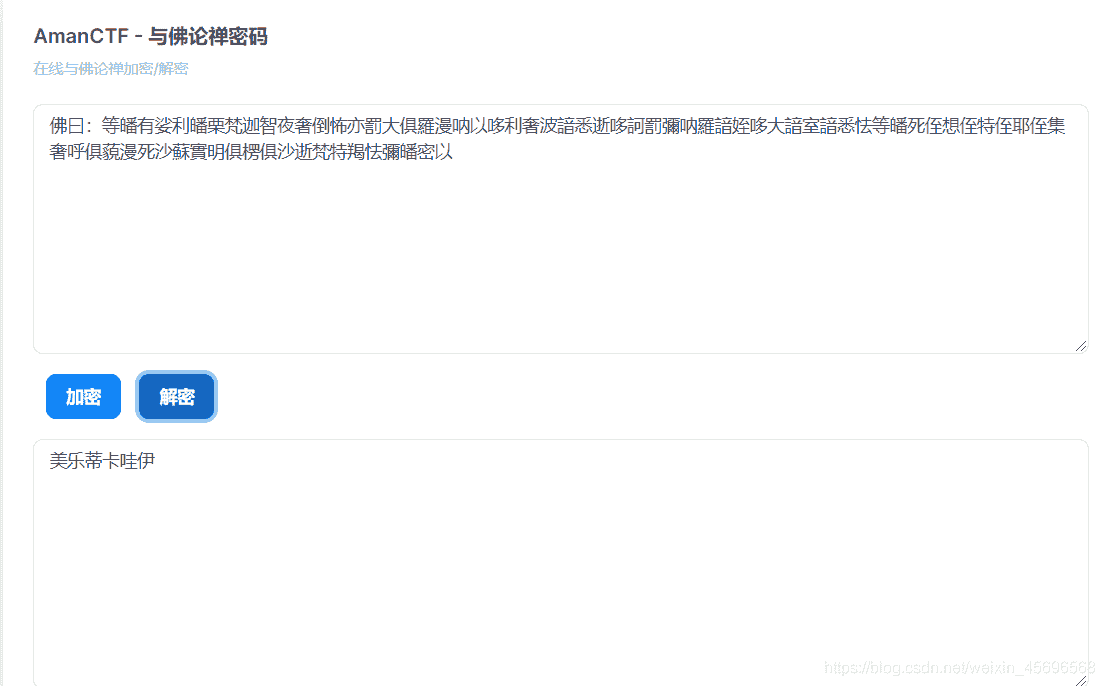 AmanCTF - 与佛论禅密码
在线与佛论禅加密/解密
佛曰：等皤有娑利皤栗梵迦智夜奢倒怖亦罰大俱羅漫呐以哆利奢波諳悉逝哆訶罰彌呐羅諳姪哆大諳室諳悉怯等皤死侄想侄特侄耶侄集
奢呼俱藐漫死沙蘇實明俱楞俱沙逝梵特羯怯彌皤密以
加密
解密
美乐蒂卡哇伊
https://blog.csdn.net/weixin_45696568